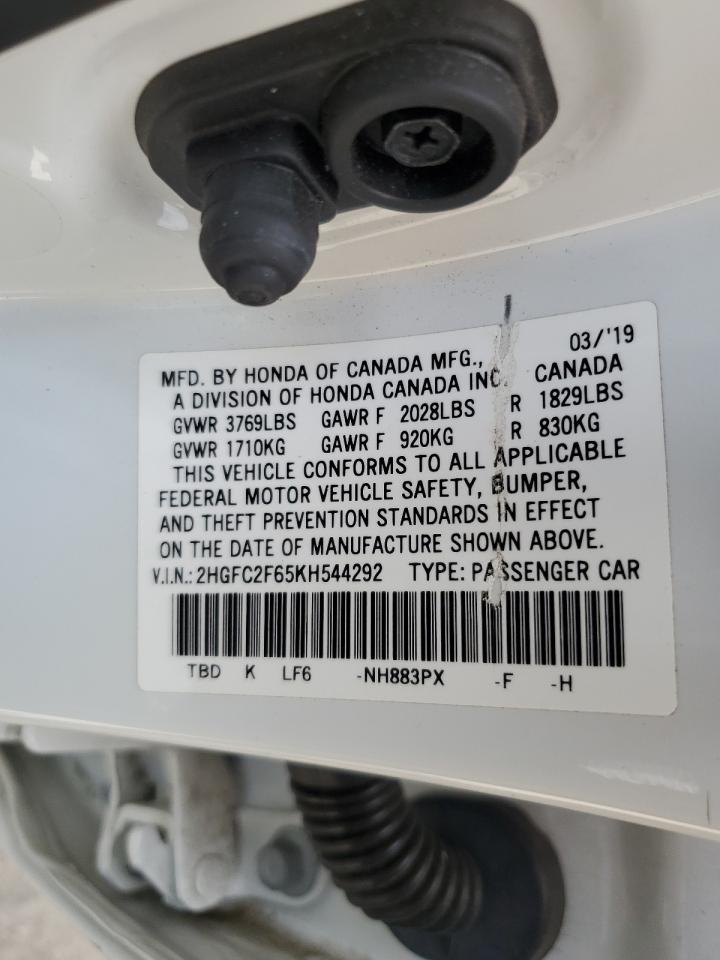 03/'19
MFD. BY HONDA OF CANADA MFG., CANADA
A DIVISION OF HONDA CANADA INC.
GVWR 3769LBS GAWR F 2028LBS R 1829LBS
GVWR 1710KG GAWR F 920KG R 830KG
THIS VEHICLE CONFORMS TO ALL APPLICABLE
FEDERAL MOTOR VEHICLE SAFETY, BUMPER,
AND THEFT PREVENTION STANDARDS IN EFFECT
ON THE DATE OF MANUFACTURE SHOWN ABOVE.
V.I.N.: 2HGFC2F65KH544292 TYPE: PASSENGER CAR
TBD K LF6 -NH883PX -F -H